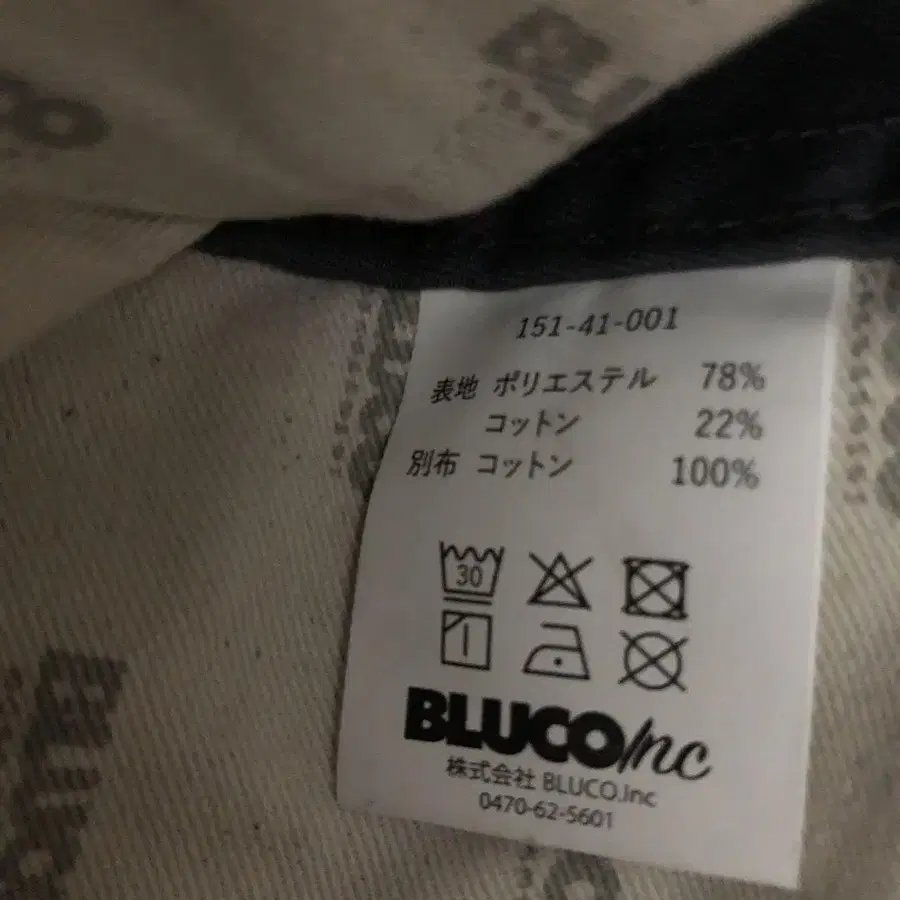 151-41-001
表地 ポリエステル 78%
コットン 22%
別布 コットン 100%
30
BLUCO Inc
株式会社 BLUCO.Inc
0470-62-5601